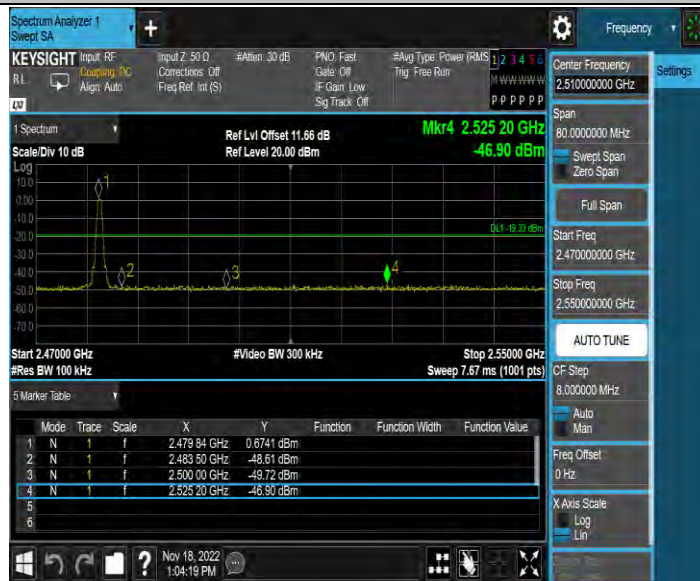 Spectrum Analyzer 1
Swept SA
+
Frequency
KEYSIGHT Input: RF Input Z: 50 Ω #Atten: 30 dB PNO: Fast #Avg Type: Power (RMS 1 2 3 4 5 6
RL Coupling: DC Corrections: Off Gate: Off Trig: Free Run M W W W W W
Align: Auto Freq Ref: Int (S) IF Gain: Low
Sig Track: Off P P P P P P
LXI
1 Spectrum
Ref Lvl Offset 11.66 dB Mkr4 2.525 20 GHz
Scale/Div 10 dB Ref Level 20.00 dBm -46.90 dBm
Log
10.0
0.00
-10.0
-20.0
-30.0
-40.0
-50.0
-60.0
-70.0
1
2
3
4
DL1 -19.33 dBm
Start 2.47000 GHz #Video BW 300 kHz Stop 2.55000 GHz
#Res BW 100 kHz Sweep 7.67 ms (1001 pts)
5 Marker Table
Mode Trace Scale X Y Function Function Width Function Value
1 N 1 f 2.479 84 GHz 0.6741 dBm
2 N 1 f 2.483 50 GHz -48.61 dBm
3 N 1 f 2.500 00 GHz -49.72 dBm
4 N 1 f 2.525 20 GHz -46.90 dBm
5
6
?
Nov 18, 2022
1:04:19 PM
Center Frequency
2.510000000 GHz
Settings
Span
80.0000000 MHz
Swept Span
Zero Span
Full Span
Start Freq
2.470000000 GHz
Stop Freq
2.550000000 GHz
AUTO TUNE
CF Step
8.000000 MHz
Auto
Man
Freq Offset
0 Hz
X Axis Scale
Log
Lin